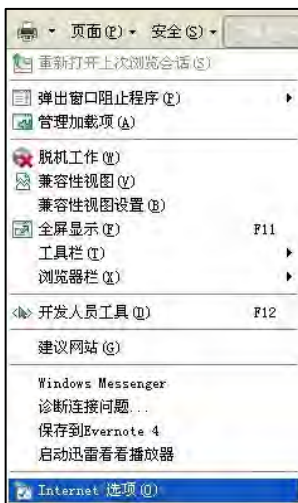 页面(P) 安全(S)
重新打开上次浏览会话(S)
弹出窗口阻止程序(P)
管理加载项(A)
脱机工作(W)
兼容性视图(V)
兼容性视图设置(B)
全屏显示(F) F11
工具栏(T)
浏览器栏(X)
开发人员工具(D) F12
建议网站(G)
Windows Messenger
诊断连接问题...
保存到Evernote 4
启动迅雷看看播放器
Internet 选项(O)